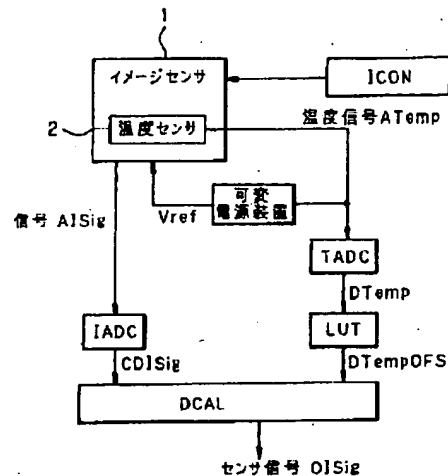 1
イメージセンサ
ICON
2
温度センサ
温度信号ATemp
信号 AISig
Vref
可変
電源装置
TADC
DTemp
IADC
LUT
CDISig
DTempOFS
DCAL
センサ信号 OISig